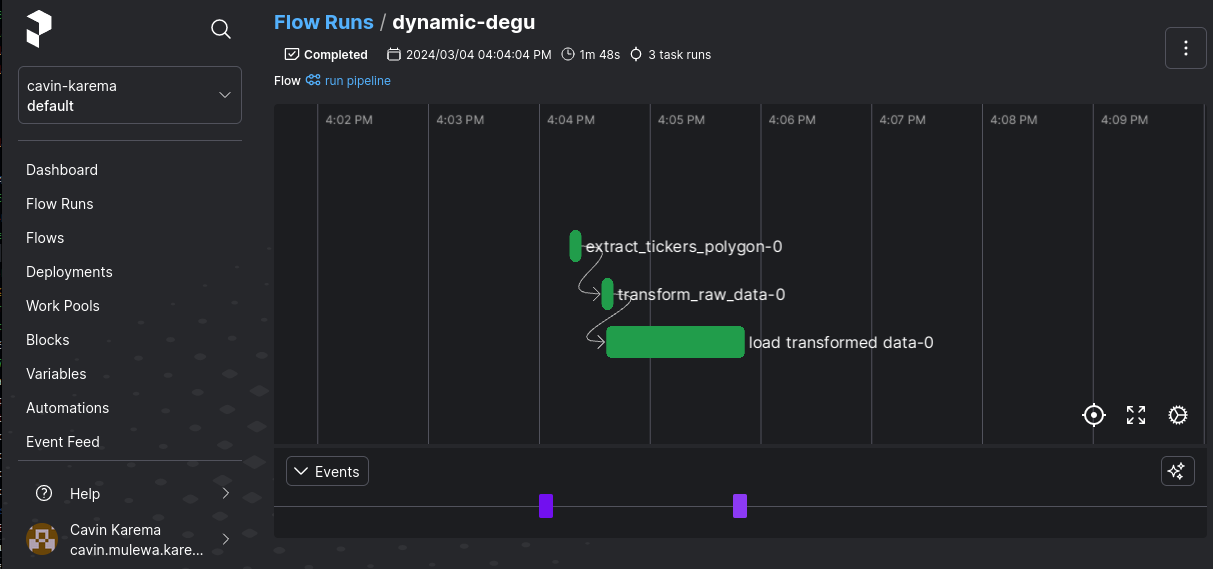 Flow Runs / dynamic-degu
Completed 2024/03/04 04:04:04 PM 1m 48s 3 task runs
Flow run pipeline
cavin-karema
default
Dashboard
Flow Runs
Flows
Deployments
Work Pools
Blocks
Variables
Automations
Event Feed
Help
Cavin Karema
cavin.mulewa.kare...
4:02 PM 4:03 PM 4:04 PM 4:05 PM 4:06 PM 4:07 PM 4:08 PM 4:09 PM
extract_tickers_polygon-0
transform_raw_data-0
load transformed data-0
Events